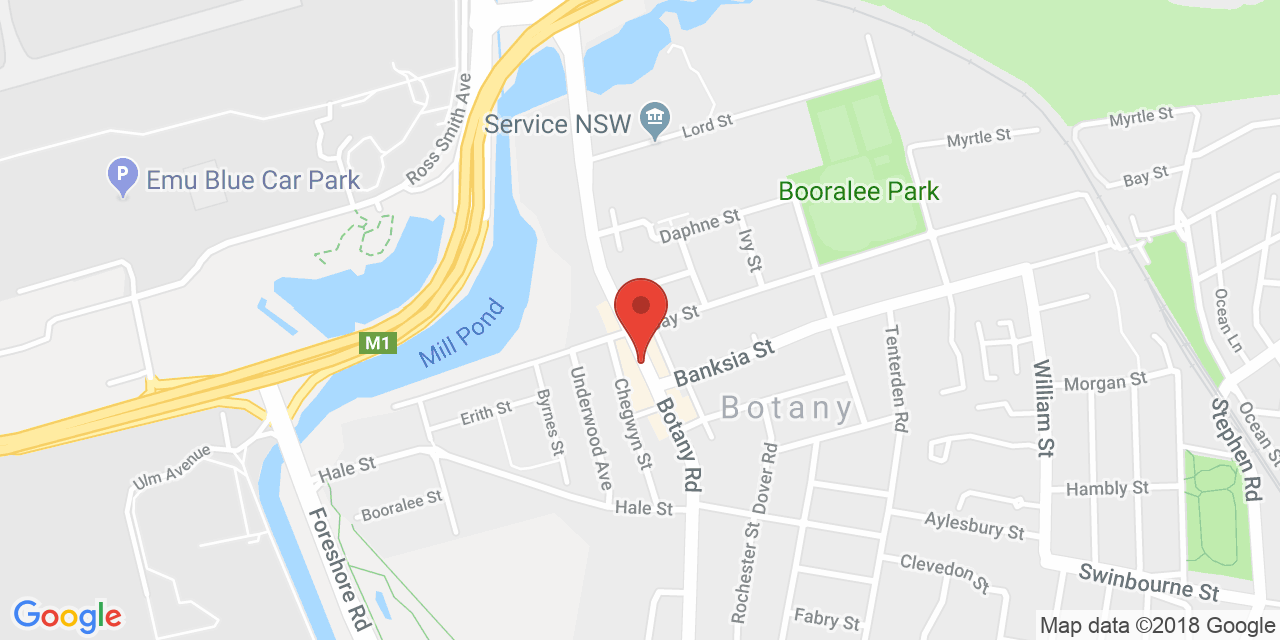 Ross Smith Ave
Service NSW
Lord St
Myrtle St
Myrtle St
Emu Blue Car Park
Booralee Park
Bay St
Daphne St
Ivy St
Mill Pond
M1
Bay St
Banksia St
Ocean Ln
Tenterden Rd
William St
Morgan St
Erith St
Byrnes St
Underwood Ave
Chegwyn St
Botany Rd
Botany
Stephen Rd
Ocean St
Ulm Avenue
Hale St
Booralee St
Foreshore Rd
Hale St
Dover Rd
Rochester St
Hambly St
Aylesbury St
Clevedon St
Swinbourne St
Fabry St
Google
Map data ©2018 Google